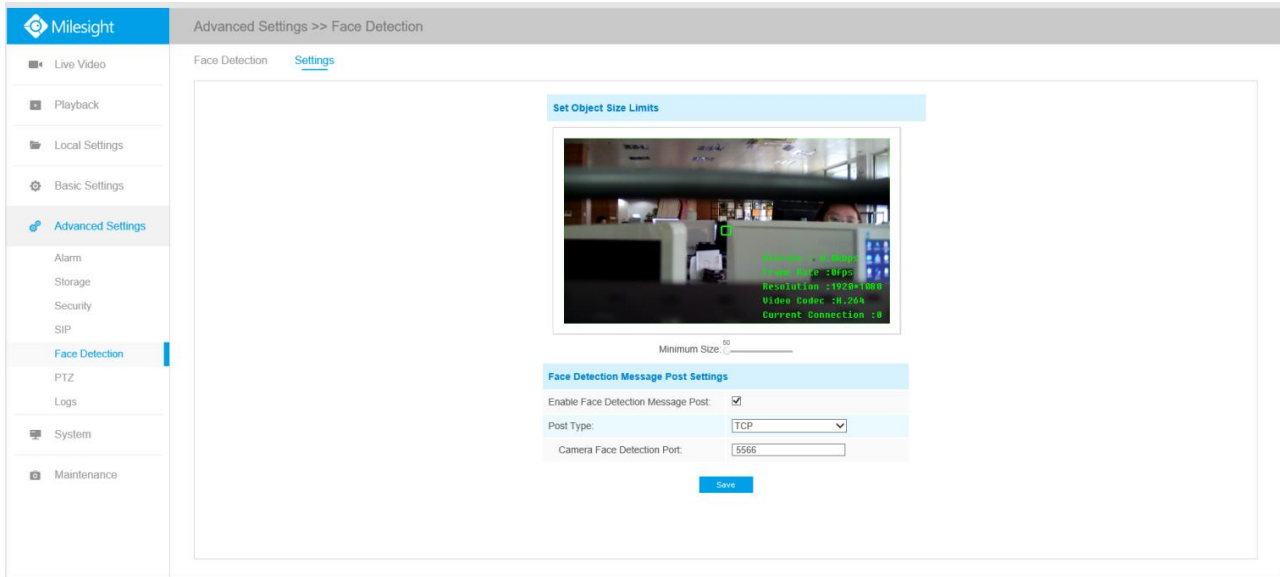 Milesight
Advanced Settings >> Face Detection
Live Video
Playback
Local Settings
Basic Settings
Advanced Settings
Alarm
Storage
Security
SIP
Face Detection
PTZ
Logs
System
Maintenance
Face Detection Settings
Set Object Size Limits
Frame Rate :0fps
Resolution :1920*1080
Video Codec :H.264
Current Connection :0
50
Minimum Size:
Face Detection Message Post Settings
Enable Face Detection Message Post:
Post Type: TCP
Camera Face Detection Port: 5566
Save